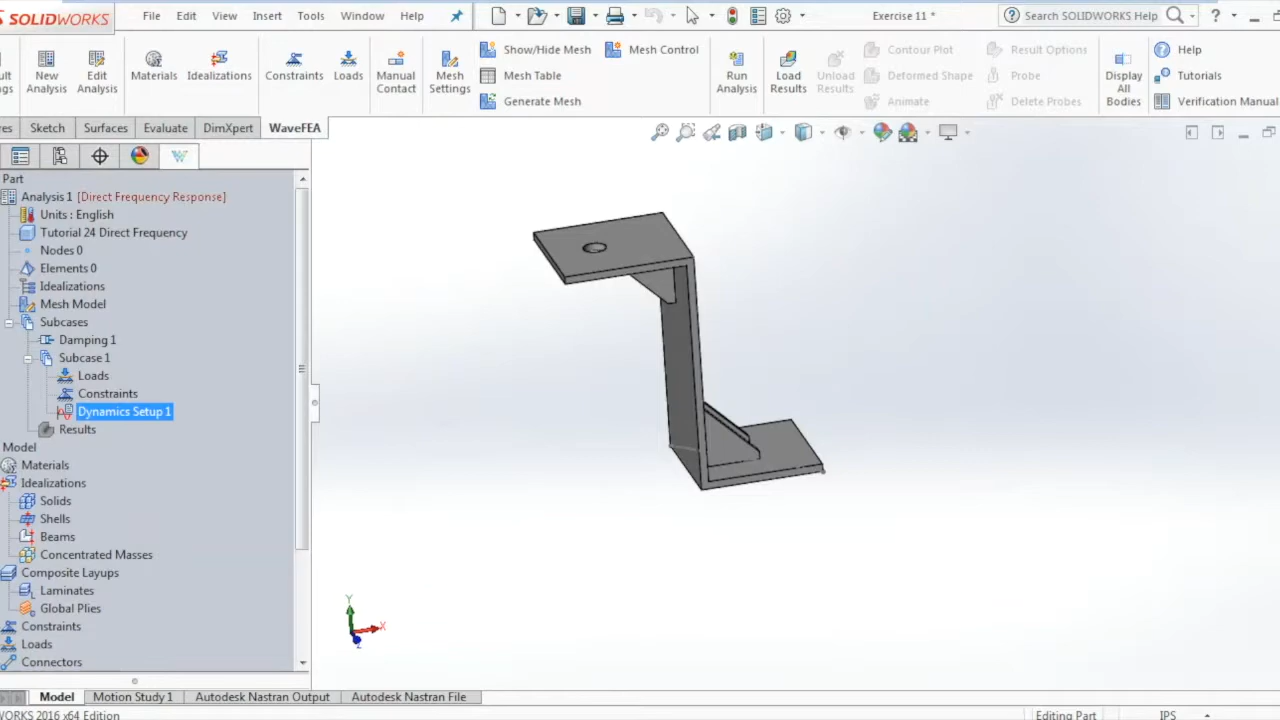 SOLIDWORKS File Edit View Insert Tools Window Help Exercise 11 * Search SOLIDWORKS Help ?
New Analysis
Edit Analysis
Materials
Idealizations
Constraints
Loads
Manual Contact
Mesh Settings
Show/Hide Mesh
Mesh Control
Mesh Table
Generate Mesh
Run Analysis
Load Results
Unload Results
Contour Plot
Result Options
Deformed Shape
Probe
Animate
Delete Probes
Display All Bodies
Help
Tutorials
Verification Manual
Sketch Surfaces Evaluate DimXpert WaveFEA
Part
Analysis 1 [Direct Frequency Response]
Units : English
Tutorial 24 Direct Frequency
Nodes 0
Elements 0
Idealizations
Mesh Model
Subcases
Damping 1
Subcase 1
Loads
Constraints
Dynamics Setup 1
Results
Model
Materials
Idealizations
Solids
Shells
Beams
Concentrated Masses
Composite Layups
Laminates
Global Plies
Constraints
Loads
Connectors
Y
X
Z
Model Motion Study 1 Autodesk Nastran Output Autodesk Nastran File
WORKS 2016 x64 Edition Editing Part IPS